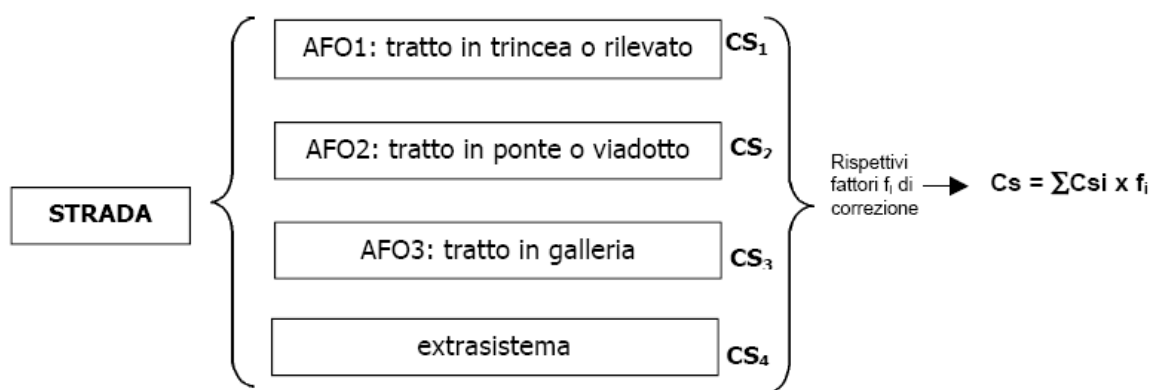 AFO1: tratto in trincea o rilevato
CS₁
AFO2: tratto in ponte o viadotto
CS₂
STRADA
AFO3: tratto in galleria
CS₃
extrasistema
CS₄
Rispettivi
fattori fᵢ di
correzione
Cs = ∑Csi x fᵢ